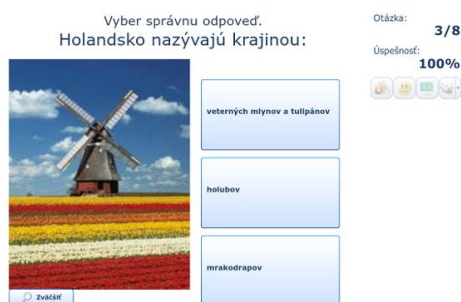 Vyber správnu odpoveď.
Holandsko nazývajú krajinou:
Otázka:
3/8
Úspešnosť:
100%
veterných mlynov a tulipánov
holubov
mrakodrapov
Zväčšiť